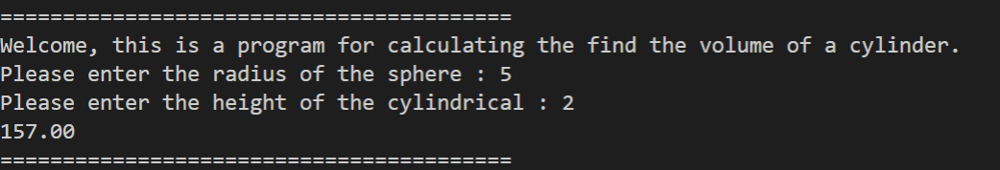 =========================================
Welcome, this is a program for calculating the find the volume of a cylinder.
Please enter the radius of the sphere : 5
Please enter the height of the cylindrical : 2
157.00
=========================================